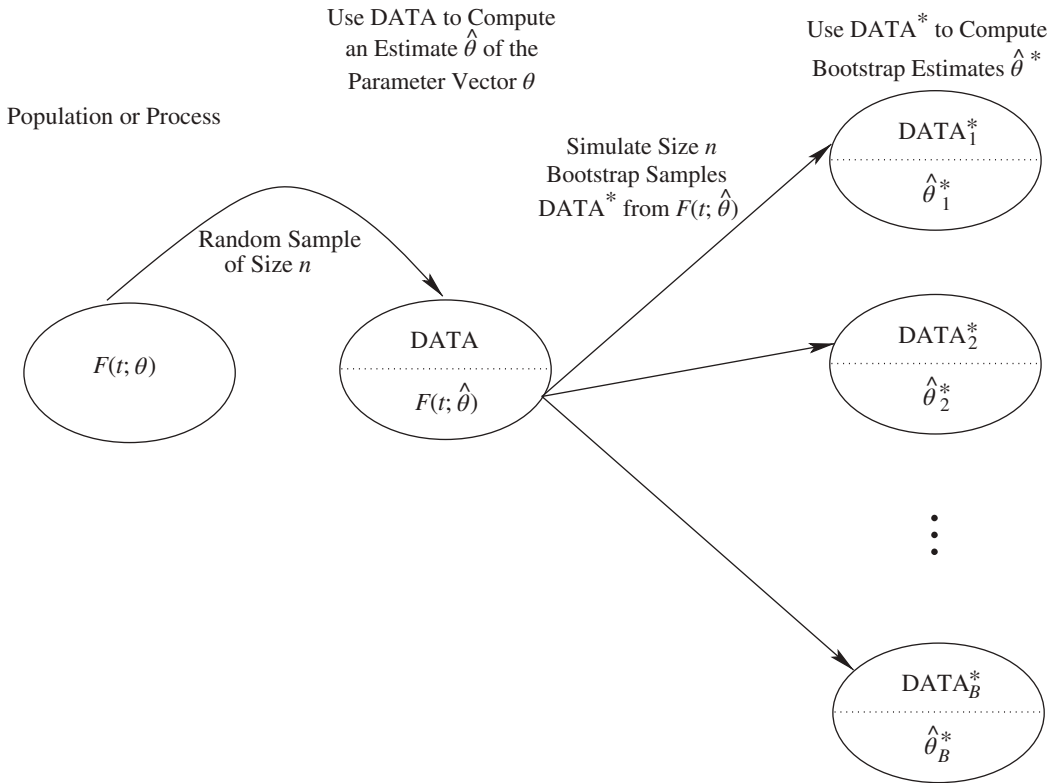 Use DATA to Compute
an Estimate θ̂ of the
Parameter Vector θ
Use DATA* to Compute
Bootstrap Estimates θ̂*
Population or Process
Simulate Size n
Bootstrap Samples
DATA* from F(t; θ̂)
Random Sample
of Size n
F(t; θ)
DATA
F(t; θ̂)
DATA*₁
θ̂*₁
DATA*₂
θ̂*₂
DATA*_B
θ̂*_B